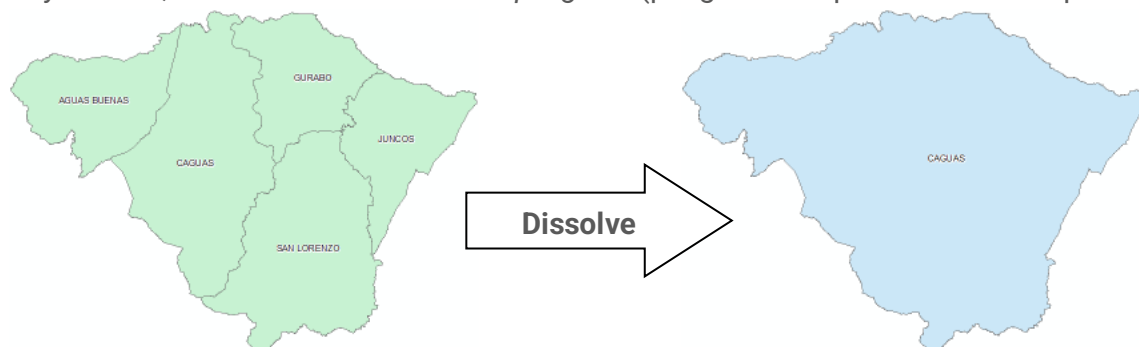 GURABO
AGUAS BUENAS
JUNCOS
CAGUAS
SAN LORENZO
Dissolve
CAGUAS